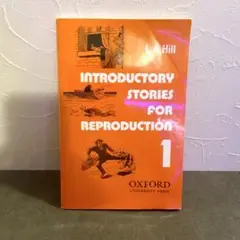 L.A.Hill
INTRODUCTORY
STORIES
FOR
REPRODUCTION
1
OXFORD
UNIVERSITY PRESS